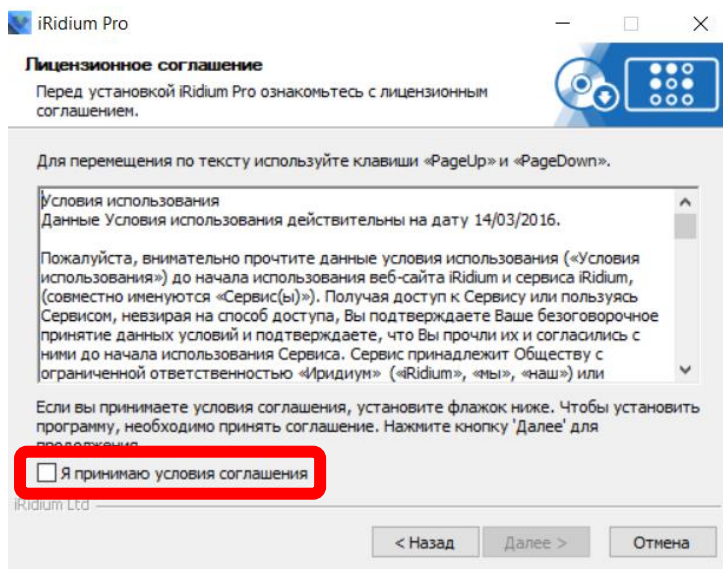 iRidium Pro
Лицензионное соглашение
Перед установкой iRidium Pro ознакомьтесь с лицензионным
соглашением.
Для перемещения по тексту используйте клавиши «PageUp» и «PageDown».
Условия использования
Данные Условия использования действительны на дату 14/03/2016.
Пожалуйста, внимательно прочтите данные условия использования («Условия
использования») до начала использования веб-сайта iRidium и сервиса iRidium,
(совместно именуются «Сервис(ы)»). Получая доступ к Сервису или пользуясь
Сервисом, невзирая на способ доступа, Вы подтверждаете Ваше безоговорочное
принятие данных условий и подтверждаете, что Вы прочли их и согласились с
ними до начала использования Сервиса. Сервис принадлежит Обществу с
ограниченной ответственностью «Иридиум» («iRidium», «мы», «наш») или
Если вы принимаете условия соглашения, установите флажок ниже. Чтобы установить
программу, необходимо принять соглашение. Нажмите кнопку 'Далее' для
продолжения.
Я принимаю условия соглашения
iRidium Ltd
< Назад Далее > Отмена